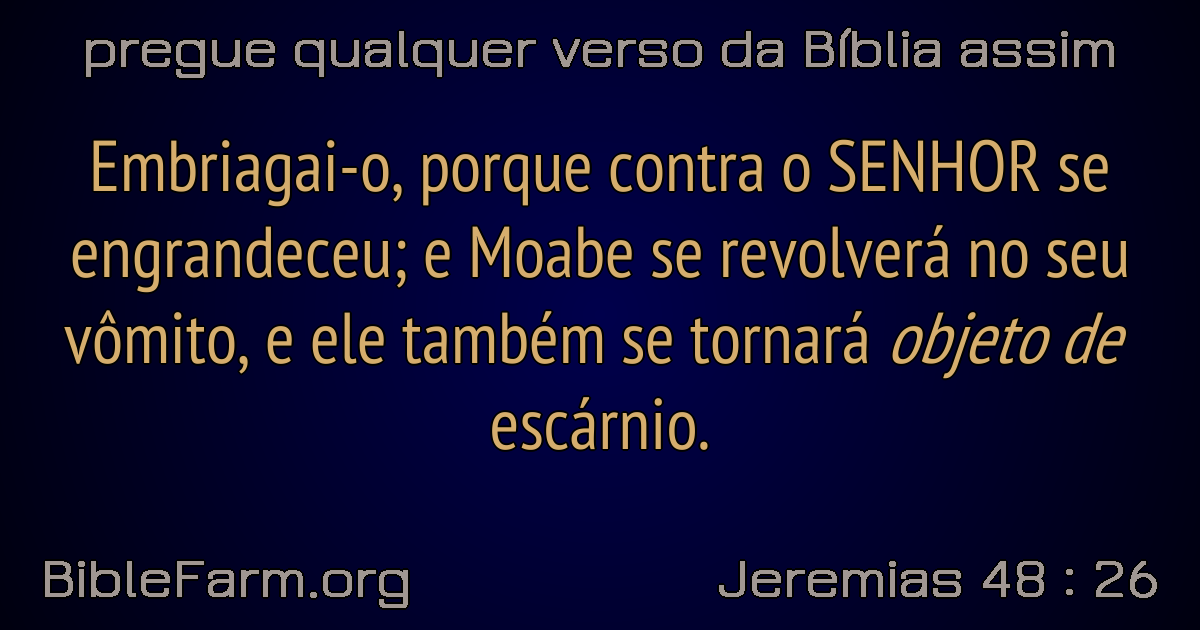 pregue qualquer verso da Bíblia assim
Embriagai-o, porque contra o SENHOR se
engrandeceu; e Moabe se revolverá no seu
vômito, e ele também se tornará objeto de
escárnio.
BibleFarm.org
Jeremias 48 : 26